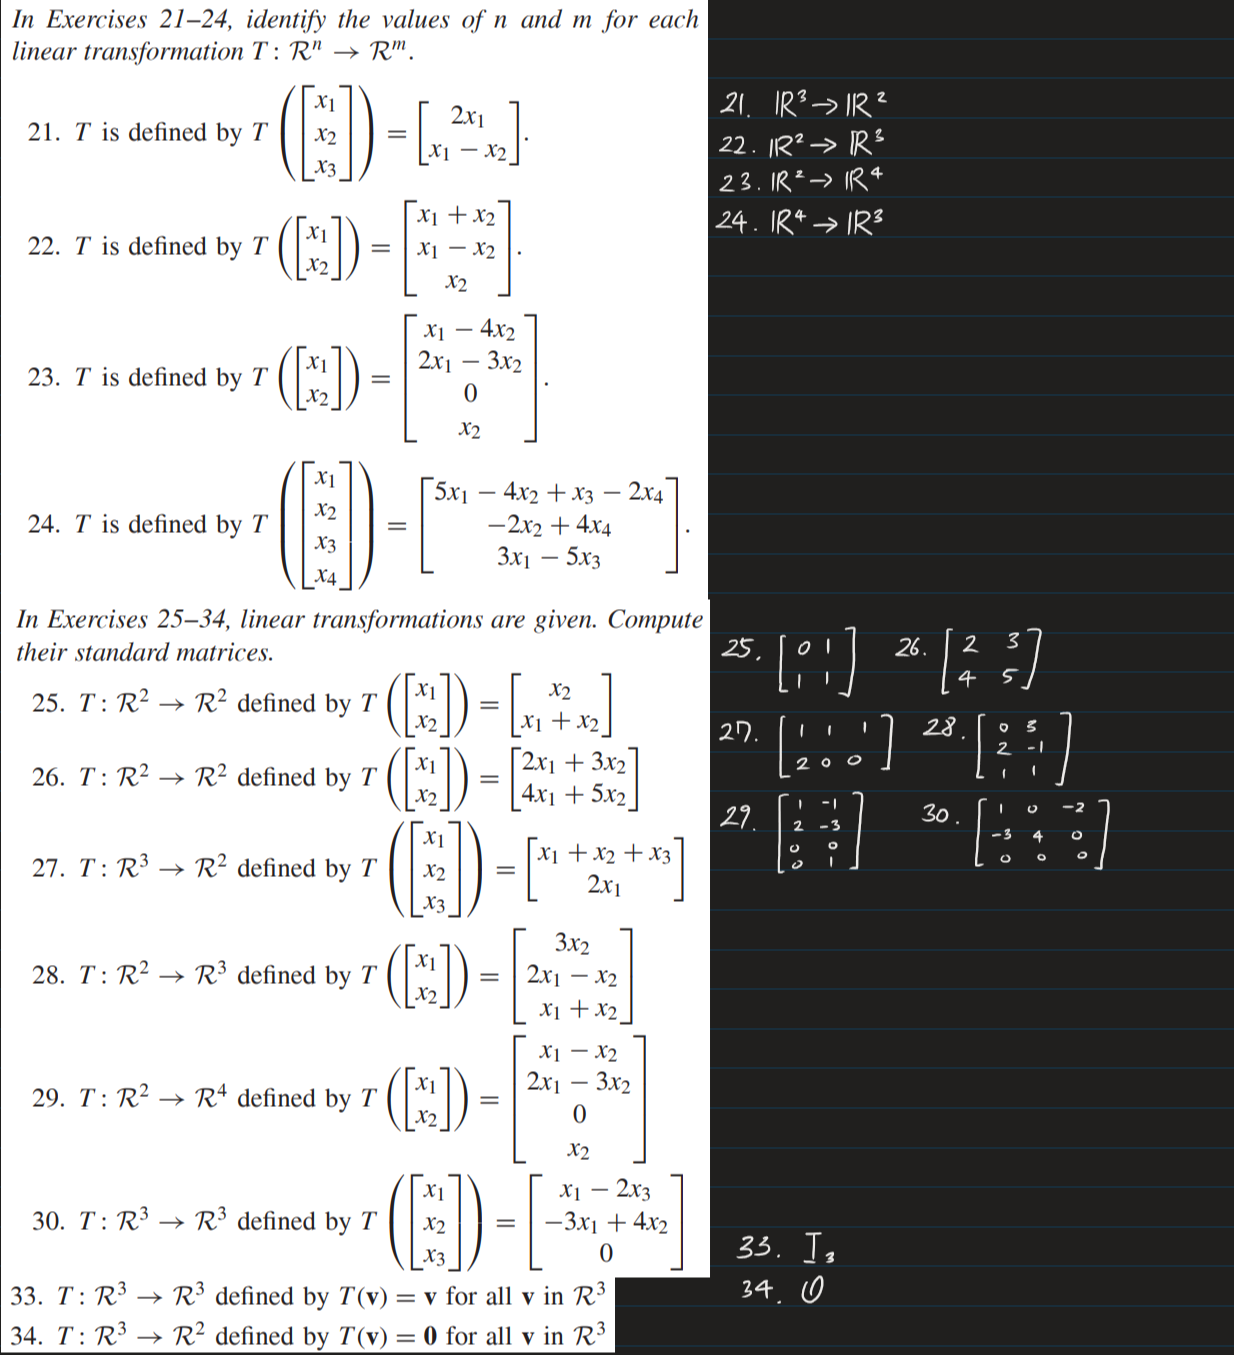 In Exercises 21–24, identify the values of n and m for each
linear transformation T: ℛⁿ → ℛᵐ.
21. T is defined by T([x₁ x₂ x₃]) = [2x₁
x₁ − x₂].
22. T is defined by T([x₁ x₂]) = [x₁ + x₂
x₁ − x₂
x₂].
23. T is defined by T([x₁ x₂]) = [x₁ − 4x₂
2x₁ − 3x₂
0
x₂].
24. T is defined by T([x₁ x₂ x₃ x₄]) = [5x₁ − 4x₂ + x₃ − 2x₄
−2x₂ + 4x₄
3x₁ − 5x₃].
21. ℝ³ → ℝ²
22. ℝ² → ℝ³
23. ℝ² → ℝ⁴
24. ℝ⁴ → ℝ³
In Exercises 25–34, linear transformations are given. Compute
their standard matrices.
25. T: ℛ² → ℛ² defined by T([x₁ x₂]) = [x₂
x₁ + x₂]
26. T: ℛ² → ℛ² defined by T([x₁ x₂]) = [2x₁ + 3x₂
4x₁ + 5x₂]
27. T: ℛ³ → ℛ² defined by T([x₁ x₂ x₃]) = [x₁ + x₂ + x₃
2x₁]
28. T: ℛ² → ℛ³ defined by T([x₁ x₂]) = [3x₂
2x₁ − x₂
x₁ + x₂]
29. T: ℛ² → ℛ⁴ defined by T([x₁ x₂]) = [x₁ − x₂
2x₁ − 3x₂
0
x₂]
30. T: ℛ³ → ℛ³ defined by T([x₁ x₂ x₃]) = [x₁ − 2x₃
−3x₁ + 4x₂
0]
33. T: ℛ³ → ℛ³ defined by T(v) = v for all v in ℛ³
34. T: ℛ³ → ℛ² defined by T(v) = 0 for all v in ℛ³
25. [0 1
1 1]
26. [2 3
4 5]
27. [1 1 1
2 0 0]
28. [0 3
2 -1
1 1]
29. [1 -1
2 -3
0 0
0 1]
30. [1 0 -2
-3 4 0
0 0 0]
33. I₃
34. O